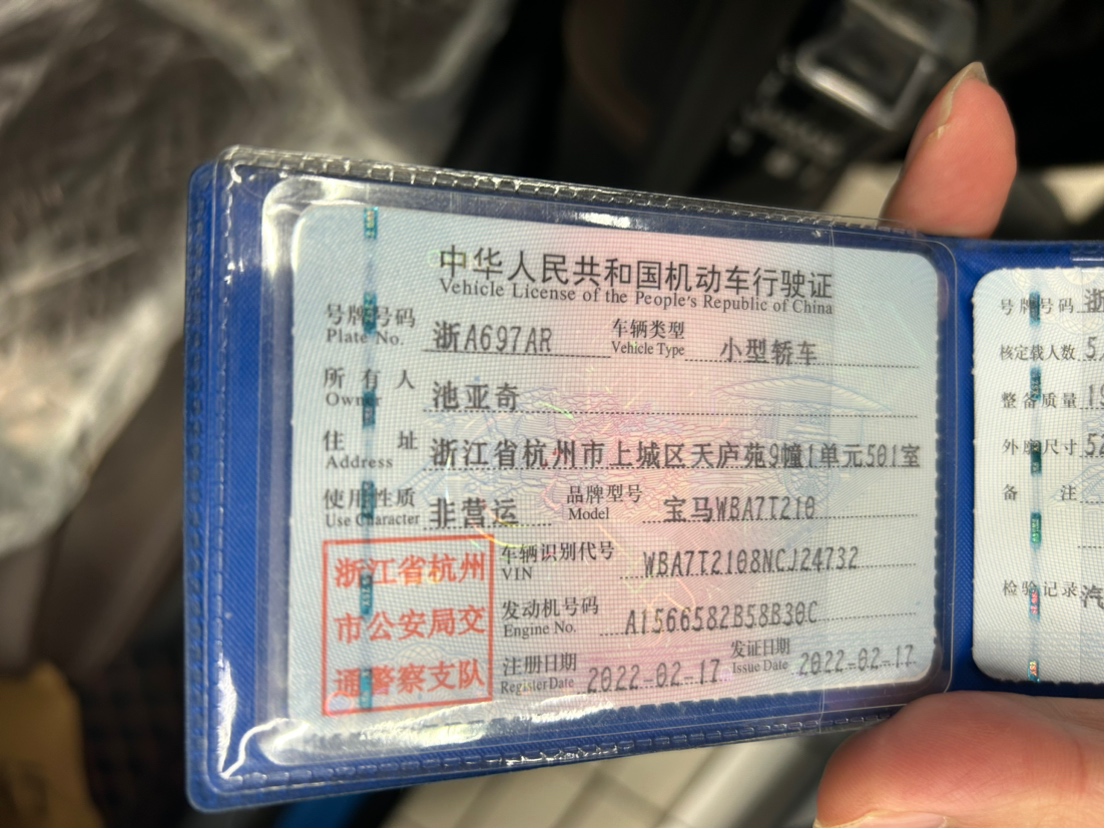 中华人民共和国机动车行驶证
Vehicle License of the People's Republic of China
号牌号码 浙A697AR 车辆类型 小型轿车
Plate No. Vehicle Type
所有人 池亚奇
Owner
住址 浙江省杭州市上城区天庐苑9幢1单元501室
Address
使用性质 非营运 品牌型号 宝马WBA7T210
Use Character Model
浙江省杭州
市公安局交
通警察支队
车辆识别代号 WBA7T2108NCJ24732
VIN
发动机号码 A1566582B58B30C
Engine No.
注册日期 2022-02-17 发证日期 2022-02-17
Register Date Issue Date
号牌号码 浙
核定载人数 5
整备质量 19
外廓尺寸 52
备注
检验记录 汽